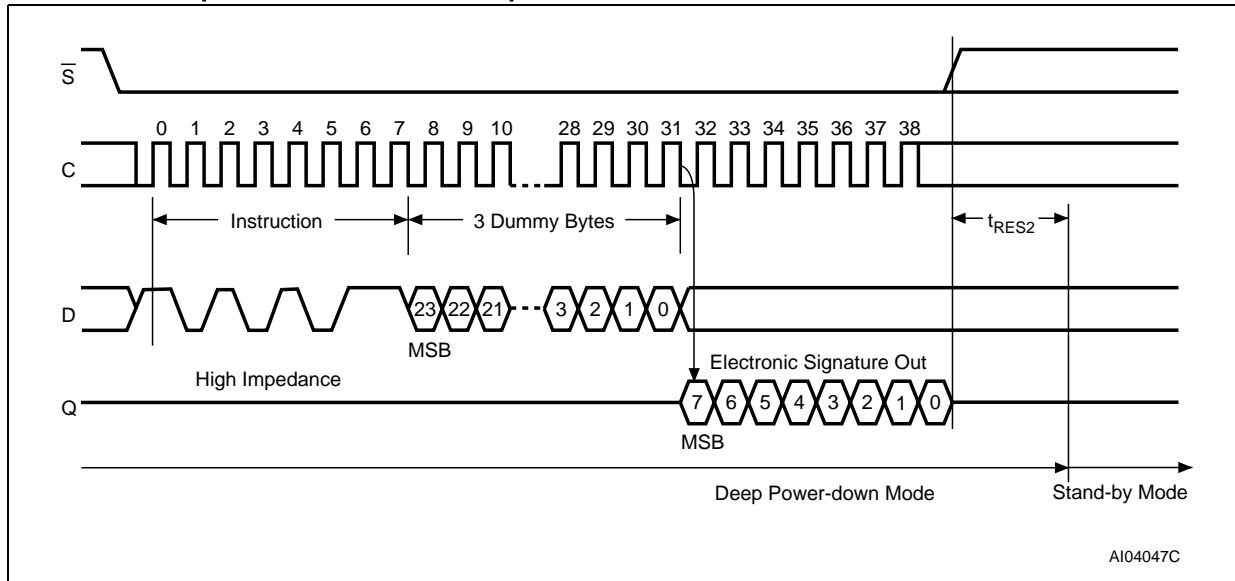 S
0 1 2 3 4 5 6 7 8 9 10 28 29 30 31 32 33 34 35 36 37 38
C
Instruction 3 Dummy Bytes tRES2
D 23 22 21 3 2 1 0
MSB
High Impedance Electronic Signature Out
Q 7 6 5 4 3 2 1 0
MSB
Deep Power-down Mode Stand-by Mode
AI04047C